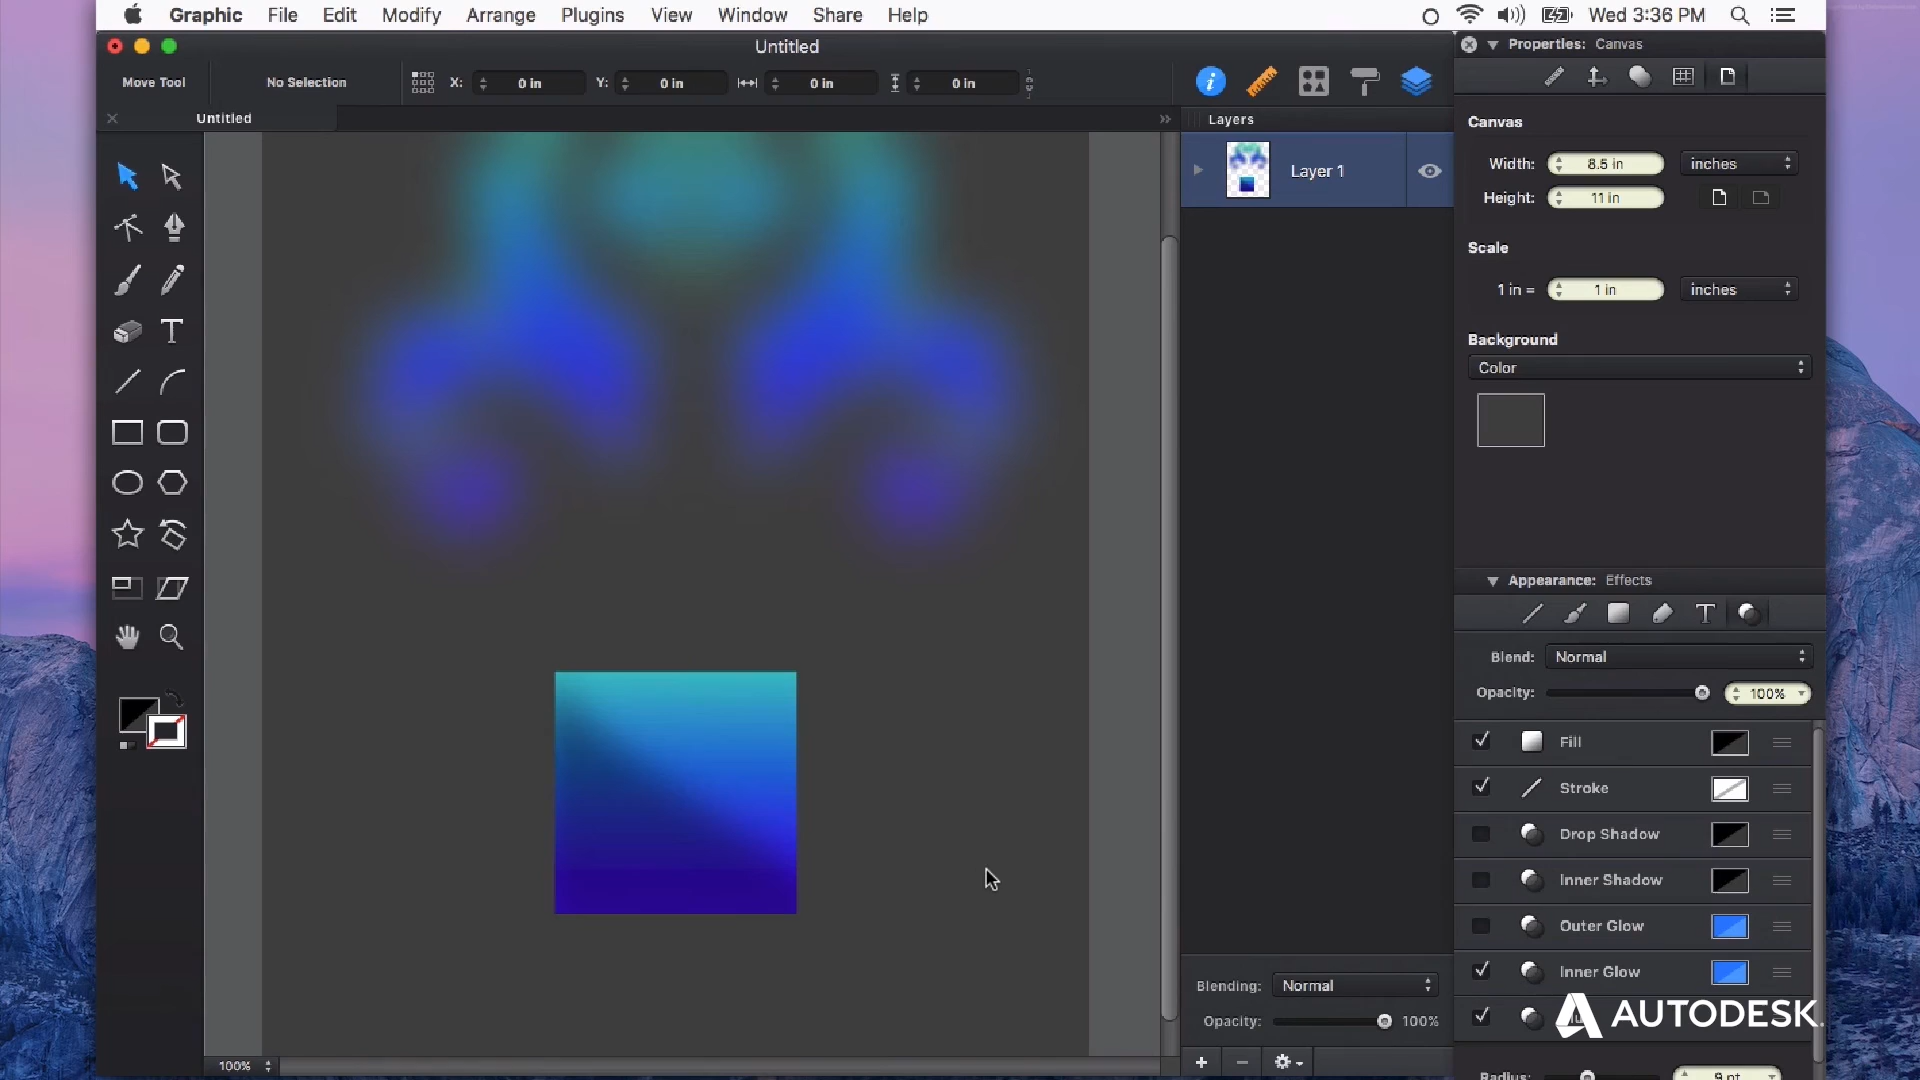 Graphic File Edit Modify Arrange Plugins View Window Share Help Wed 3:36 PM
Untitled
Properties: Canvas
Move Tool No Selection X: 0 in Y: 0 in 0 in 0 in
Untitled
Layers
Layer 1
Canvas
Width: 8.5 in inches
Height: 11 in
Scale
1 in = 1 in inches
Background
Color
Appearance: Effects
Blend: Normal
Opacity: 100%
Fill
Stroke
Drop Shadow
Inner Shadow
Outer Glow
Inner Glow
AUTODESK.
Blending: Normal
Opacity: 100%
100%
Radius: 9 pt